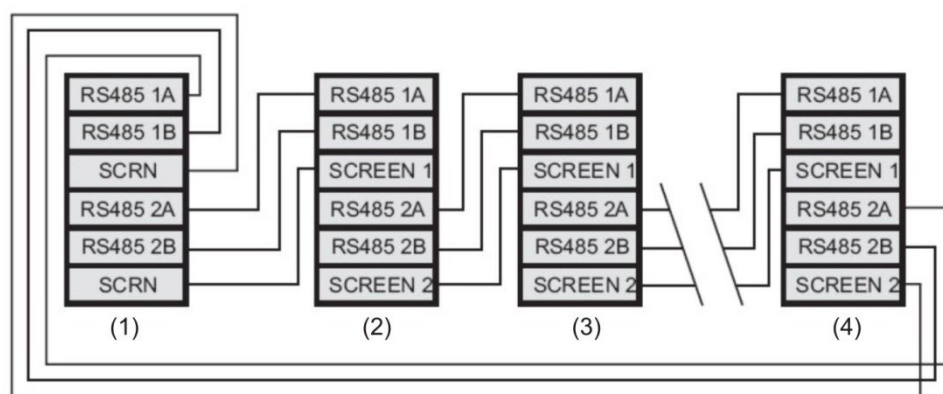 RS485 1A
RS485 1B
SCRN
RS485 2A
RS485 2B
SCRN
(1)
RS485 1A
RS485 1B
SCREEN 1
RS485 2A
RS485 2B
SCREEN 2
(2)
RS485 1A
RS485 1B
SCREEN 1
RS485 2A
RS485 2B
SCREEN 2
(3)
RS485 1A
RS485 1B
SCREEN 1
RS485 2A
RS485 2B
SCREEN 2
(4)